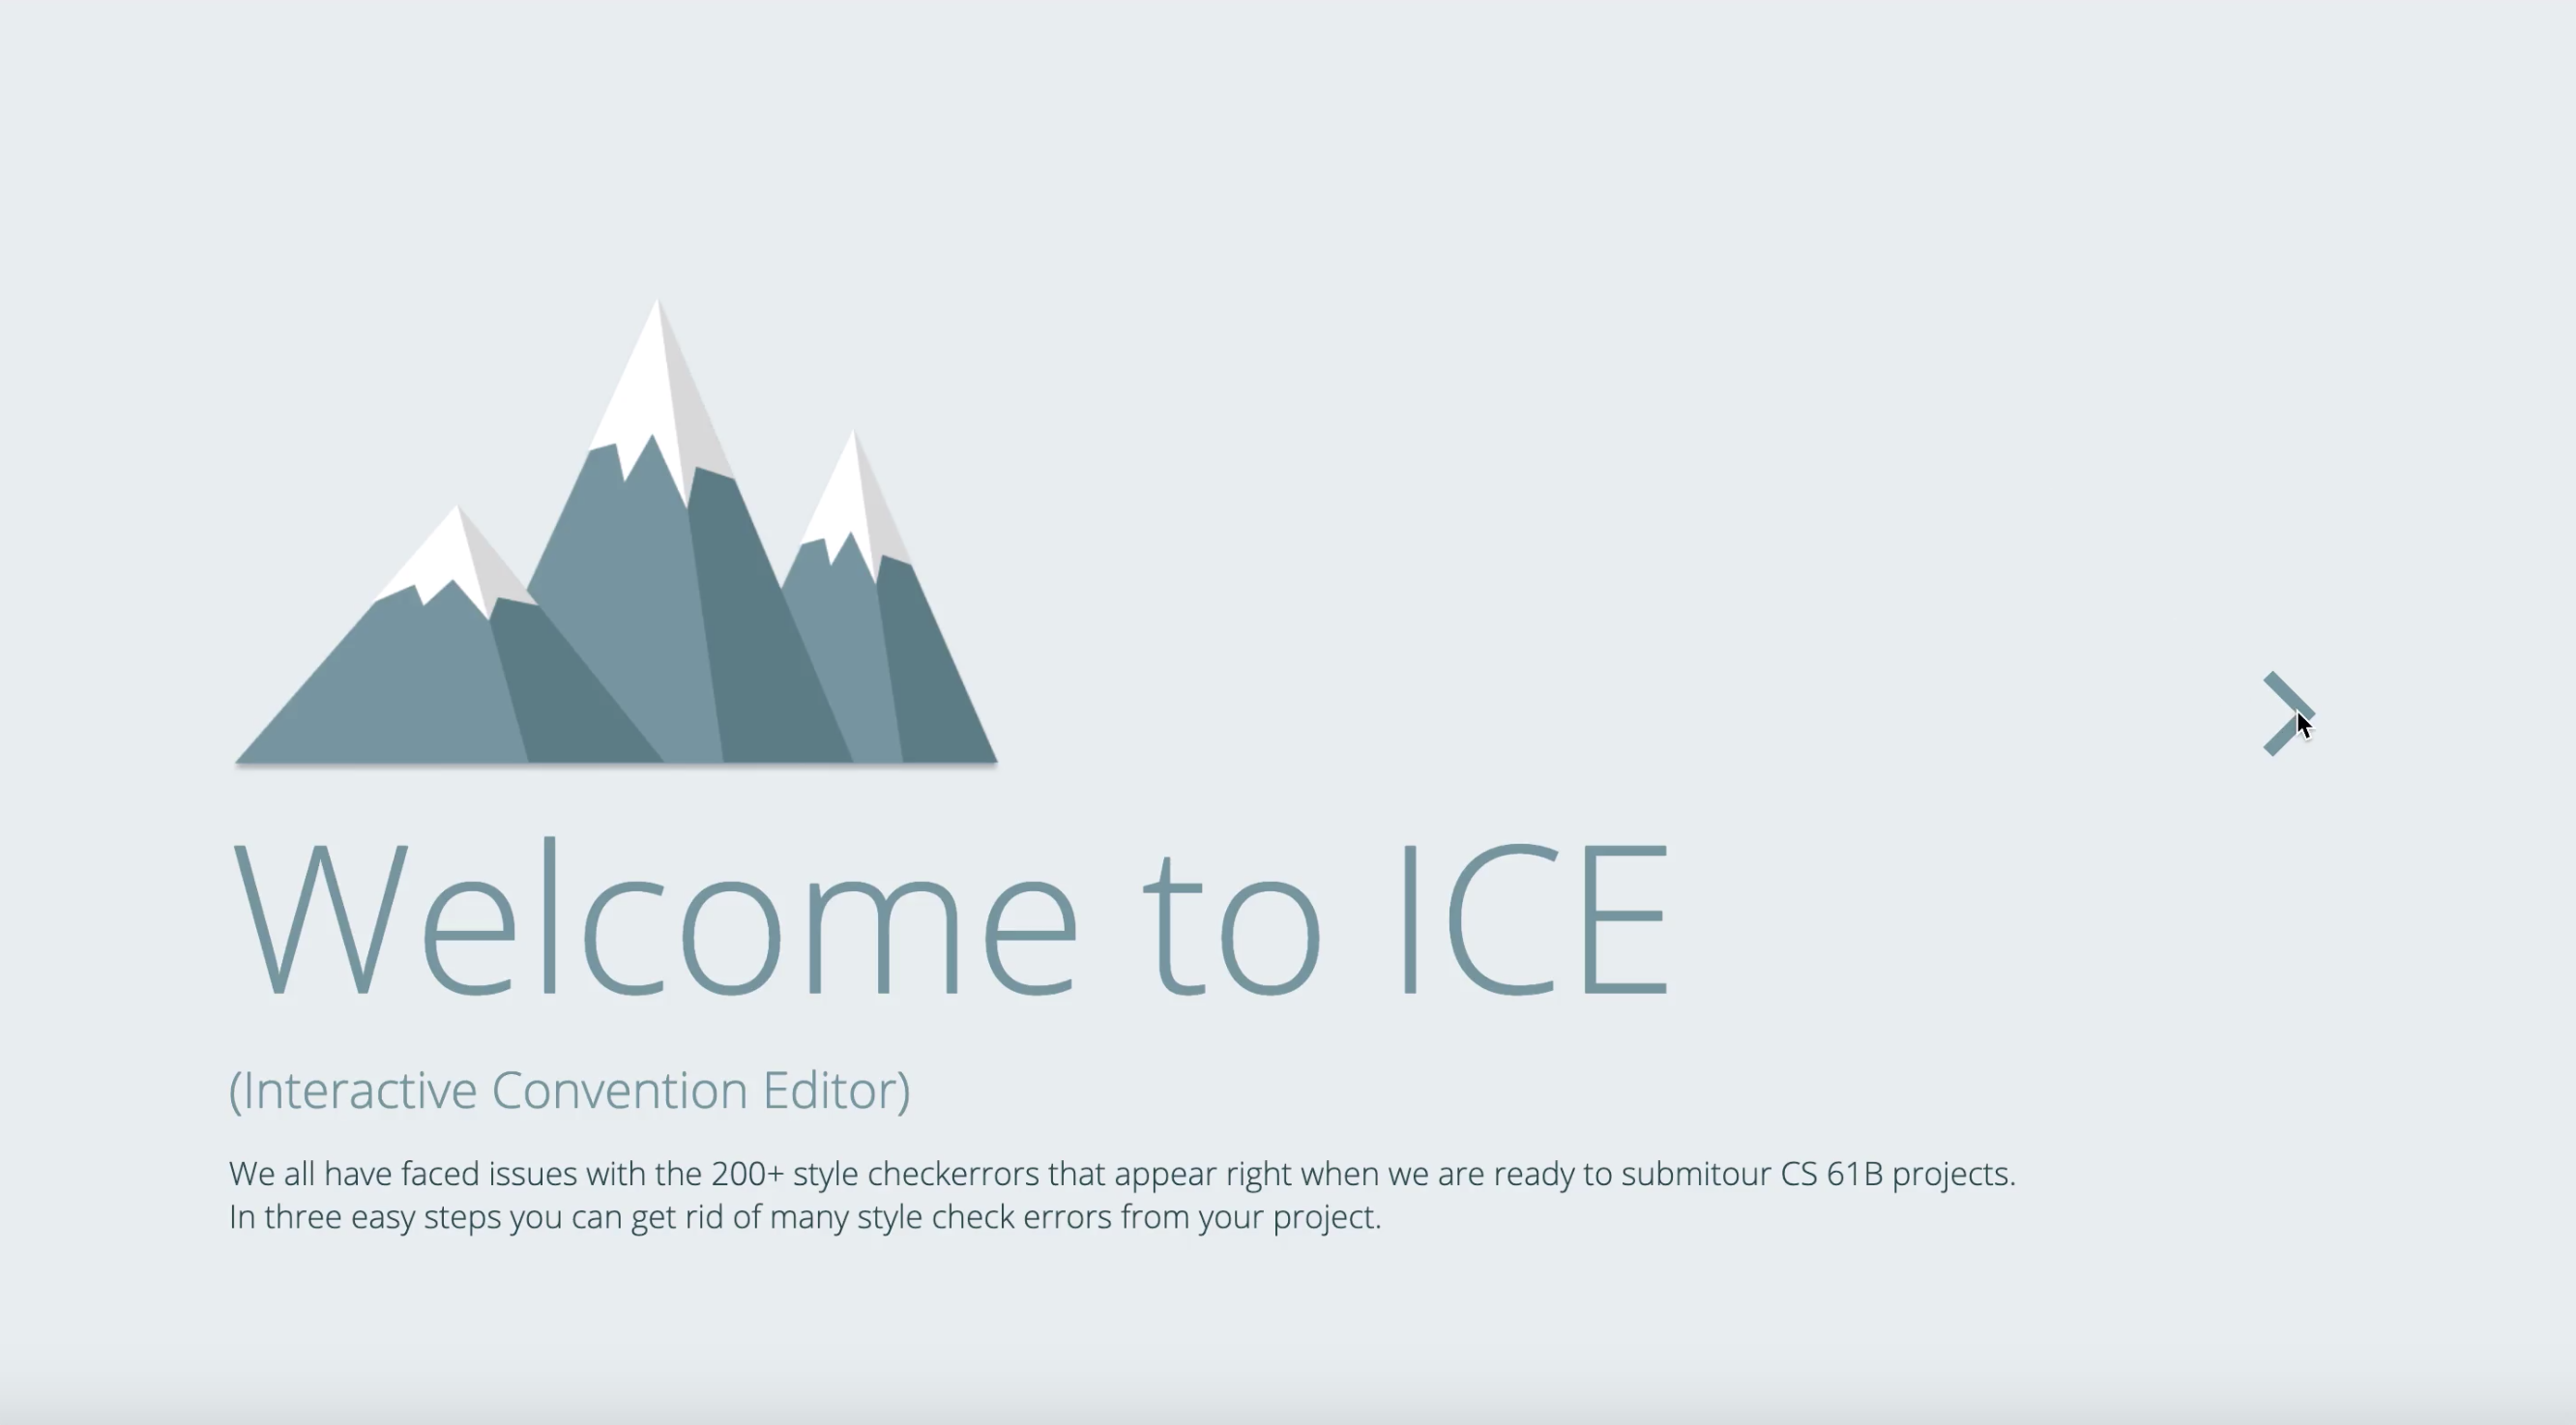 Welcome to ICE
(Interactive Convention Editor)
We all have faced issues with the 200+ style checkerrors that appear right when we are ready to submitour CS 61B projects.
In three easy steps you can get rid of many style check errors from your project.